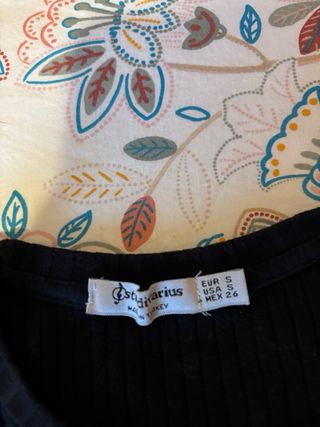 stradivarius
MADE IN TURKEY
EUR S
USA S
MEX 26